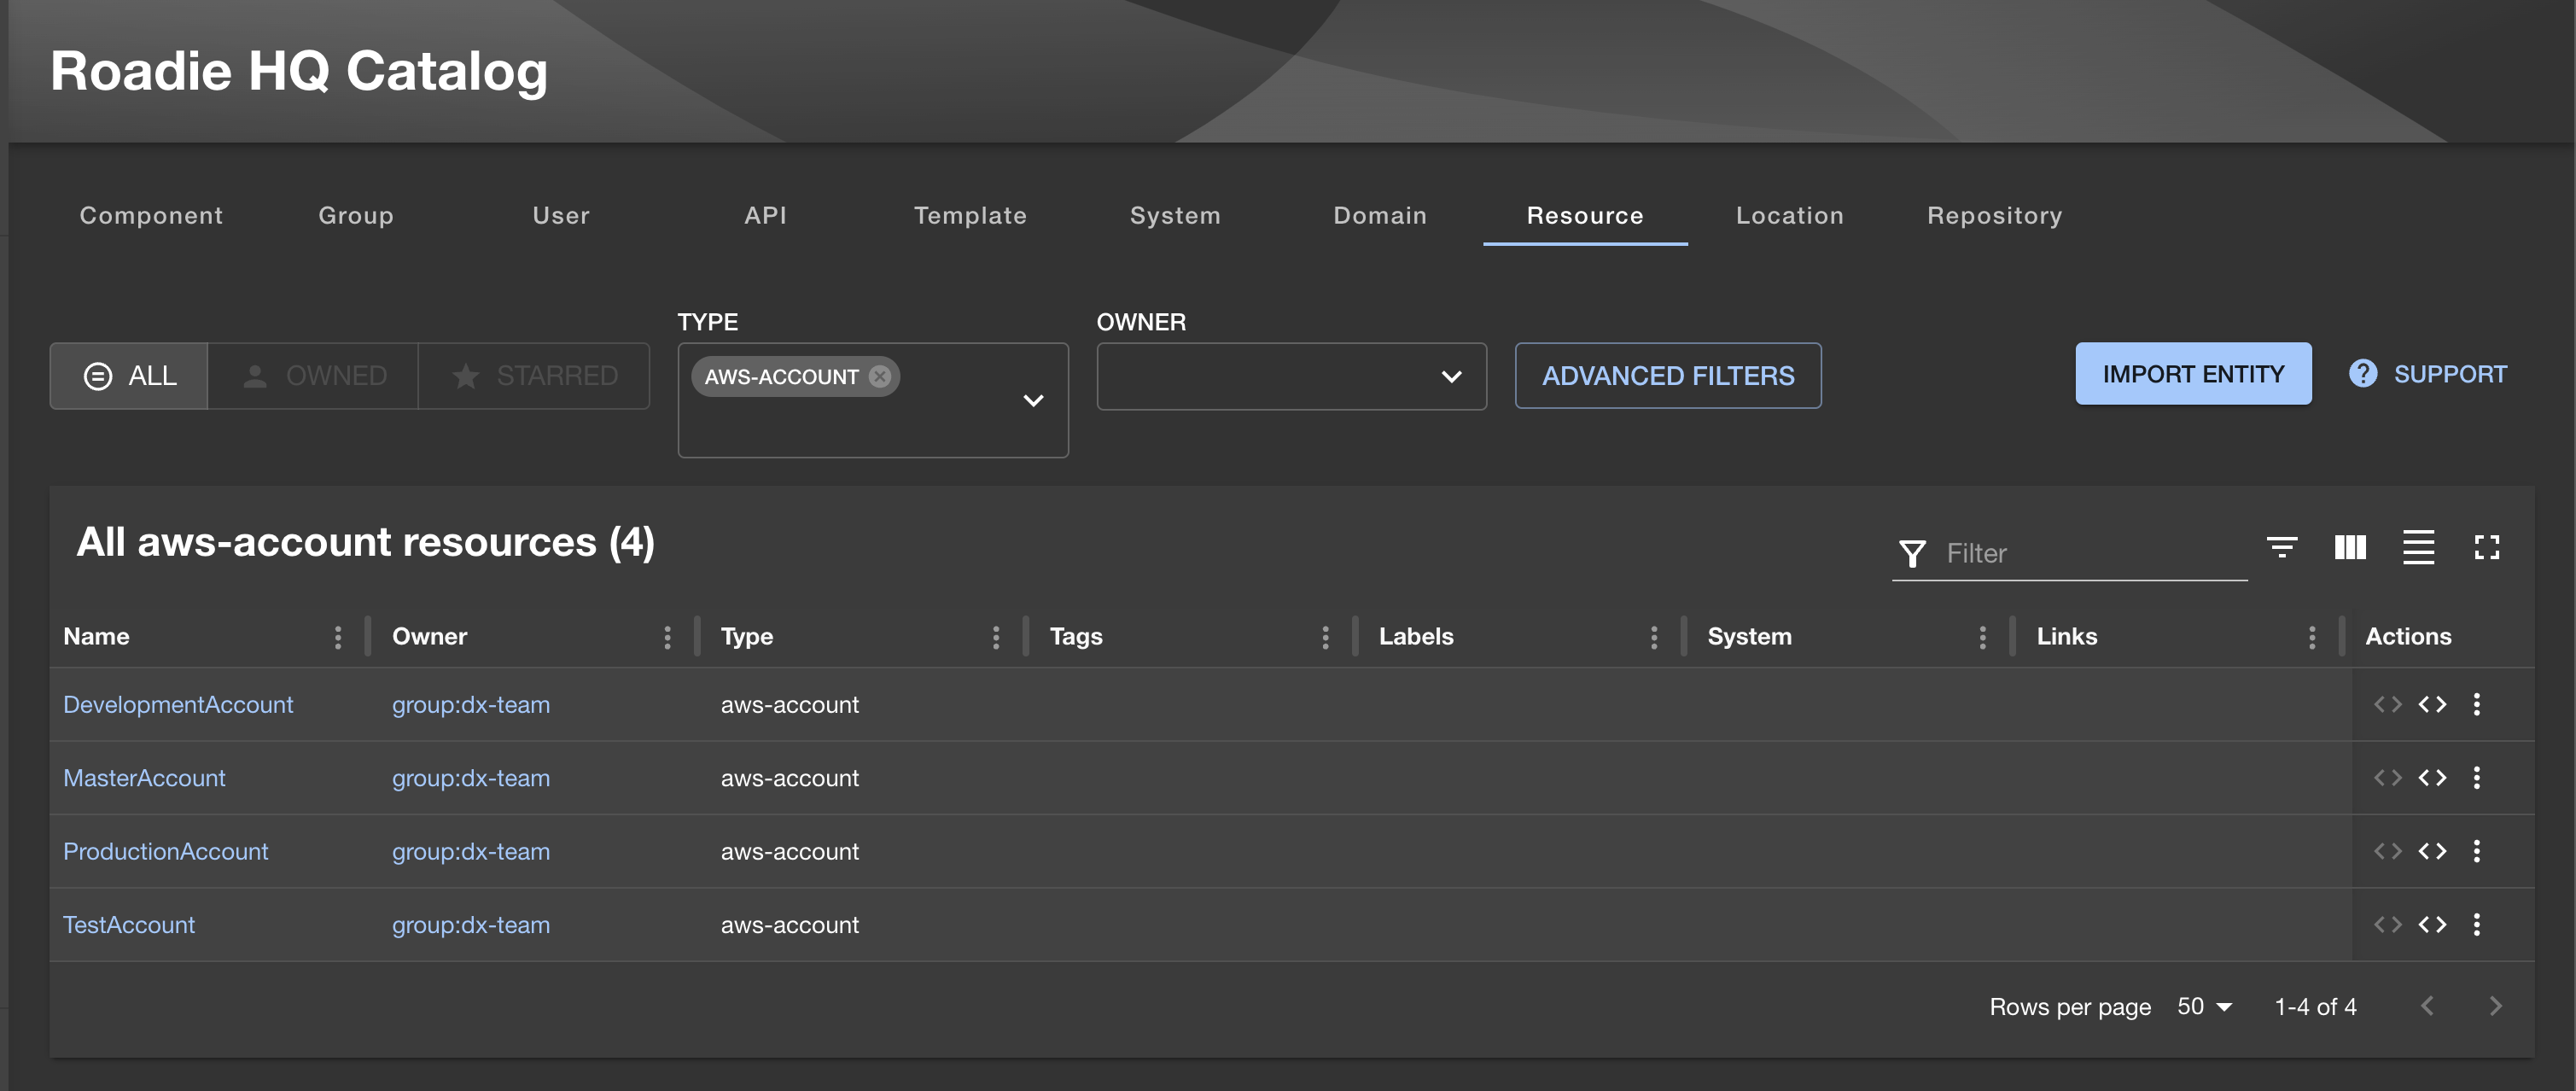 Roadie HQ Catalog
Component Group User API Template System Domain Resource Location Repository
TYPE OWNER
ALL OWNED STARRED AWS-ACCOUNT ADVANCED FILTERS IMPORT ENTITY ? SUPPORT
All aws-account resources (4)
Filter
Name Owner Type Tags Labels System Links Actions
DevelopmentAccount group:dx-team aws-account
MasterAccount group:dx-team aws-account
ProductionAccount group:dx-team aws-account
TestAccount group:dx-team aws-account
Rows per page 50 1-4 of 4